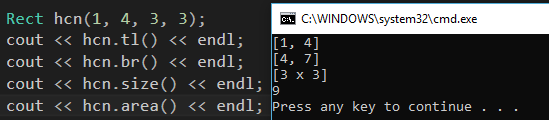 Rect hcn(1, 4, 3, 3);
cout << hcn.tl() << endl;
cout << hcn.br() << endl;
cout << hcn.size() << endl;
cout << hcn.area() << endl;
C:\WINDOWS\system32\cmd.exe
[1, 4]
[4, 7]
[3 x 3]
9
Press any key to continue . . .